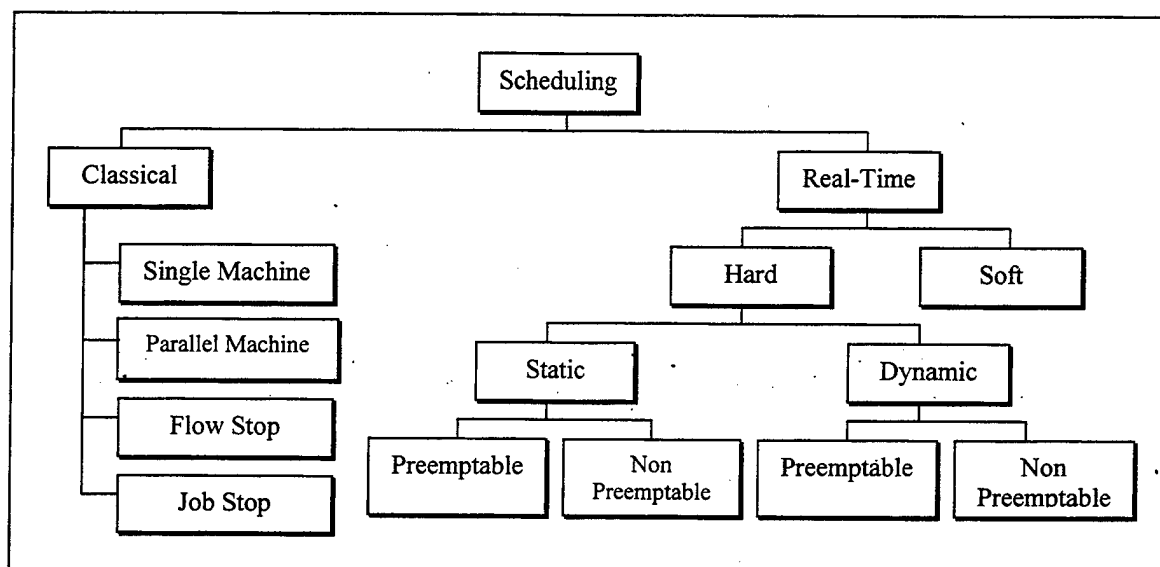 Scheduling
Classical
Real-Time
Single Machine
Hard
Soft
Parallel Machine
Static
Dynamic
Flow Stop
Preemptable
Non
Preemptable
Preemptable
Non
Preemptable
Job Stop